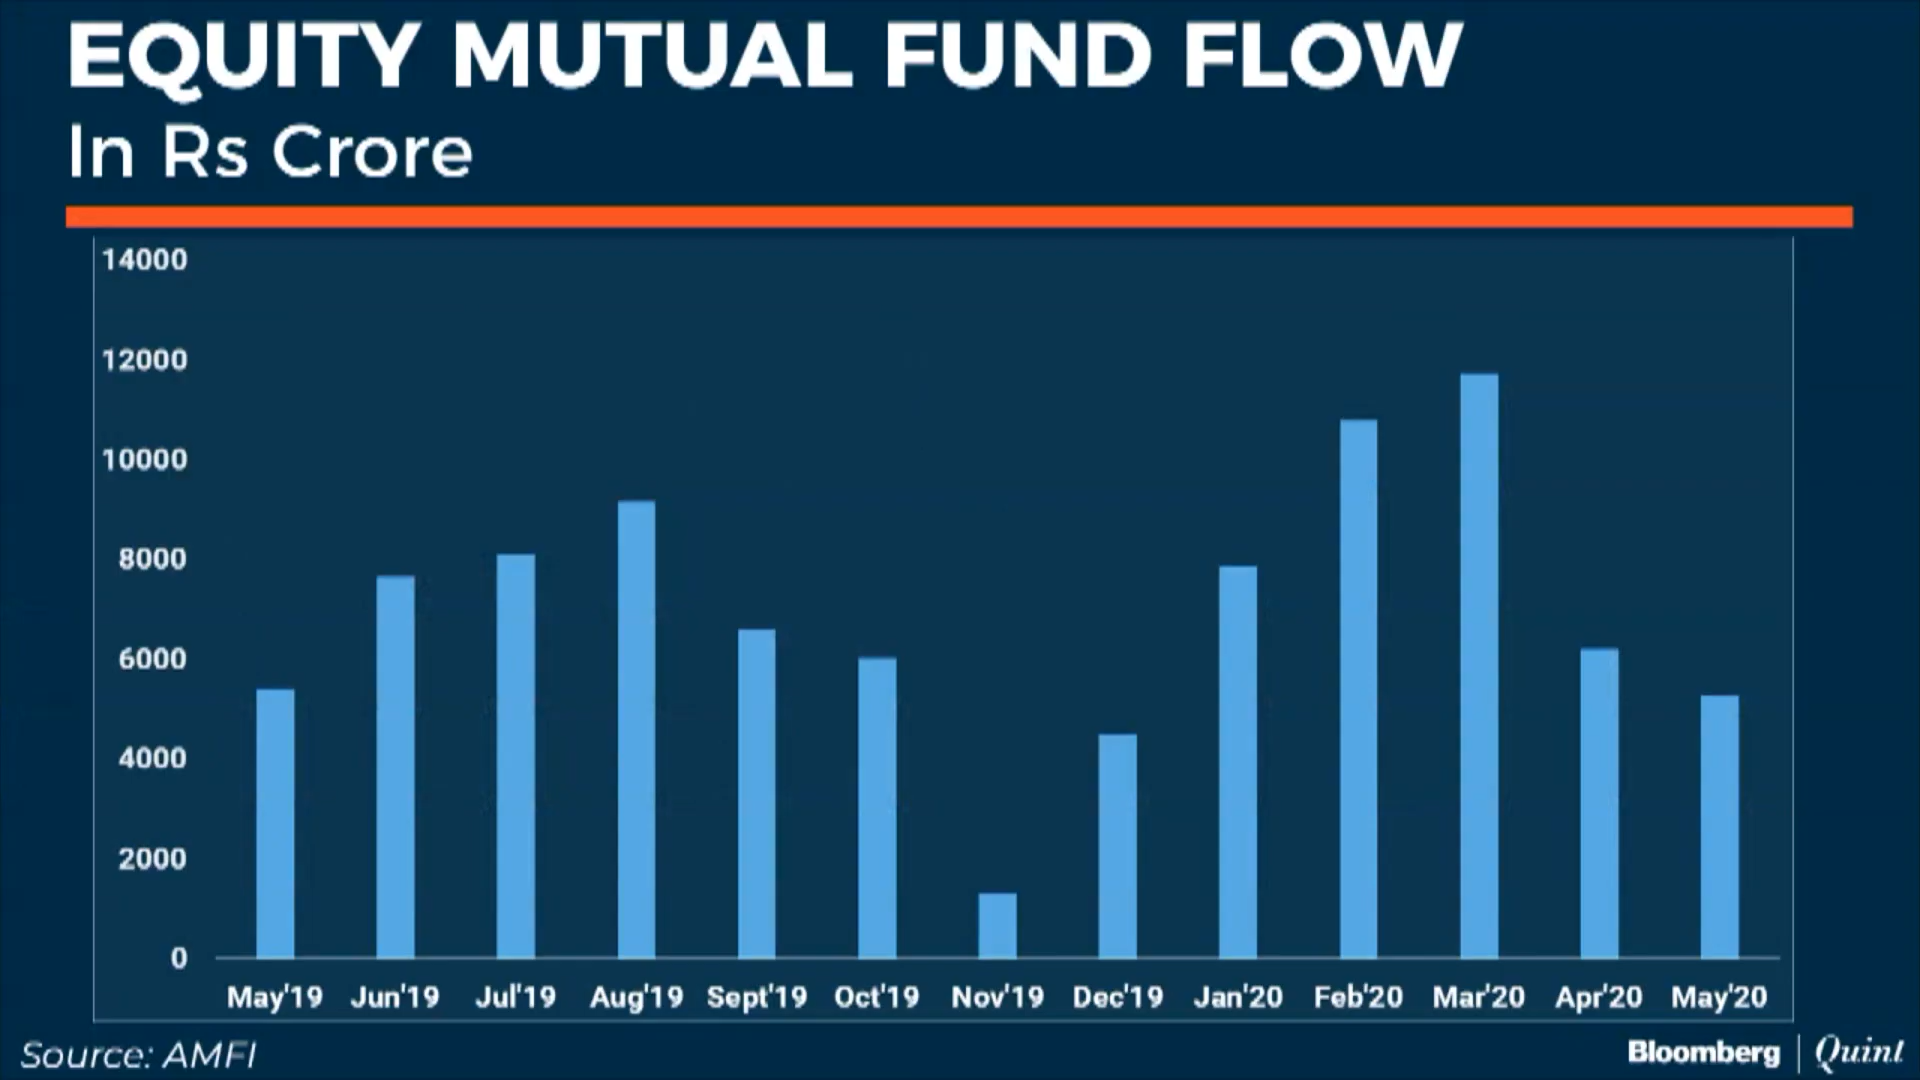 EQUITY MUTUAL FUND FLOW
In Rs Crore
14000
12000
10000
8000
6000
4000
2000
0
May'19 Jun'19 Jul'19 Aug'19 Sept'19 Oct'19 Nov'19 Dec'19 Jan'20 Feb'20 Mar'20 Apr'20 May'20
Source: AMFI
Bloomberg | Quint